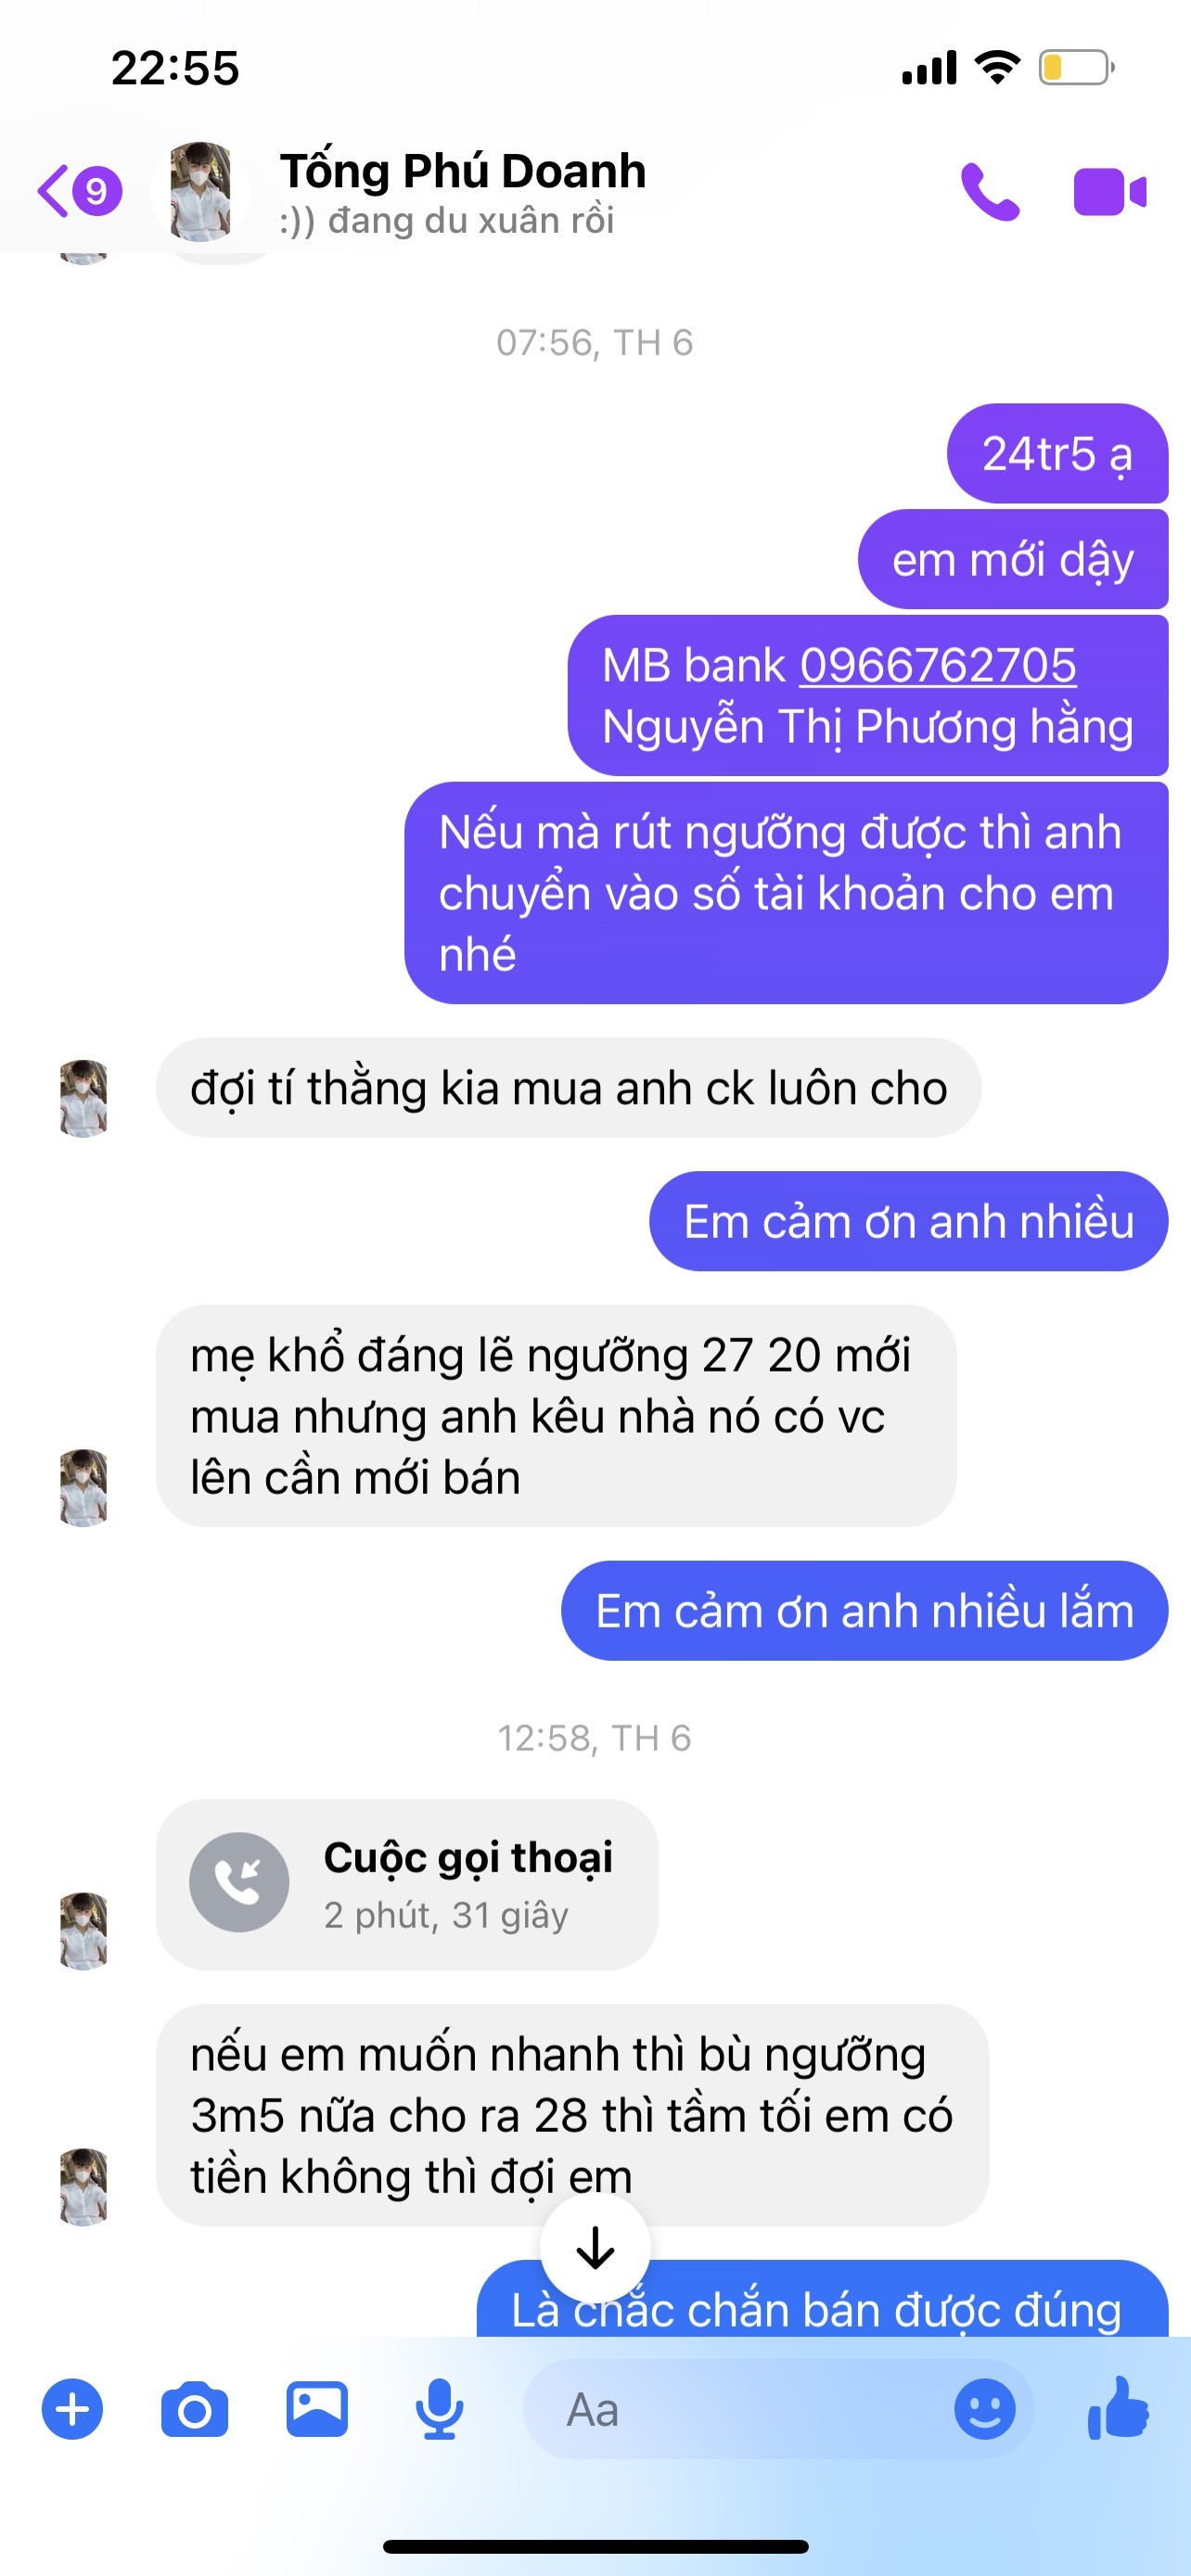 22:55
9
Tống Phú Doanh
:)) đang du xuân rồi
07:56, TH 6
24tr5 ạ
em mới dậy
MB bank 0966762705
Nguyễn Thị Phương hằng
Nếu mà rút ngưỡng được thì anh
chuyển vào số tài khoản cho em
nhé
đợi tí thằng kia mua anh ck luôn cho
Em cảm ơn anh nhiều
mẹ khổ đáng lẽ ngưỡng 27 20 mới
mua nhưng anh kêu nhà nó có vc
lên cần mới bán
Em cảm ơn anh nhiều lắm
12:58, TH 6
Cuộc gọi thoại
2 phút, 31 giây
nếu em muốn nhanh thì bù ngưỡng
3m5 nữa cho ra 28 thì tầm tối em có
tiền không thì đợi em
Là chắc chắn bán được đúng
Aa